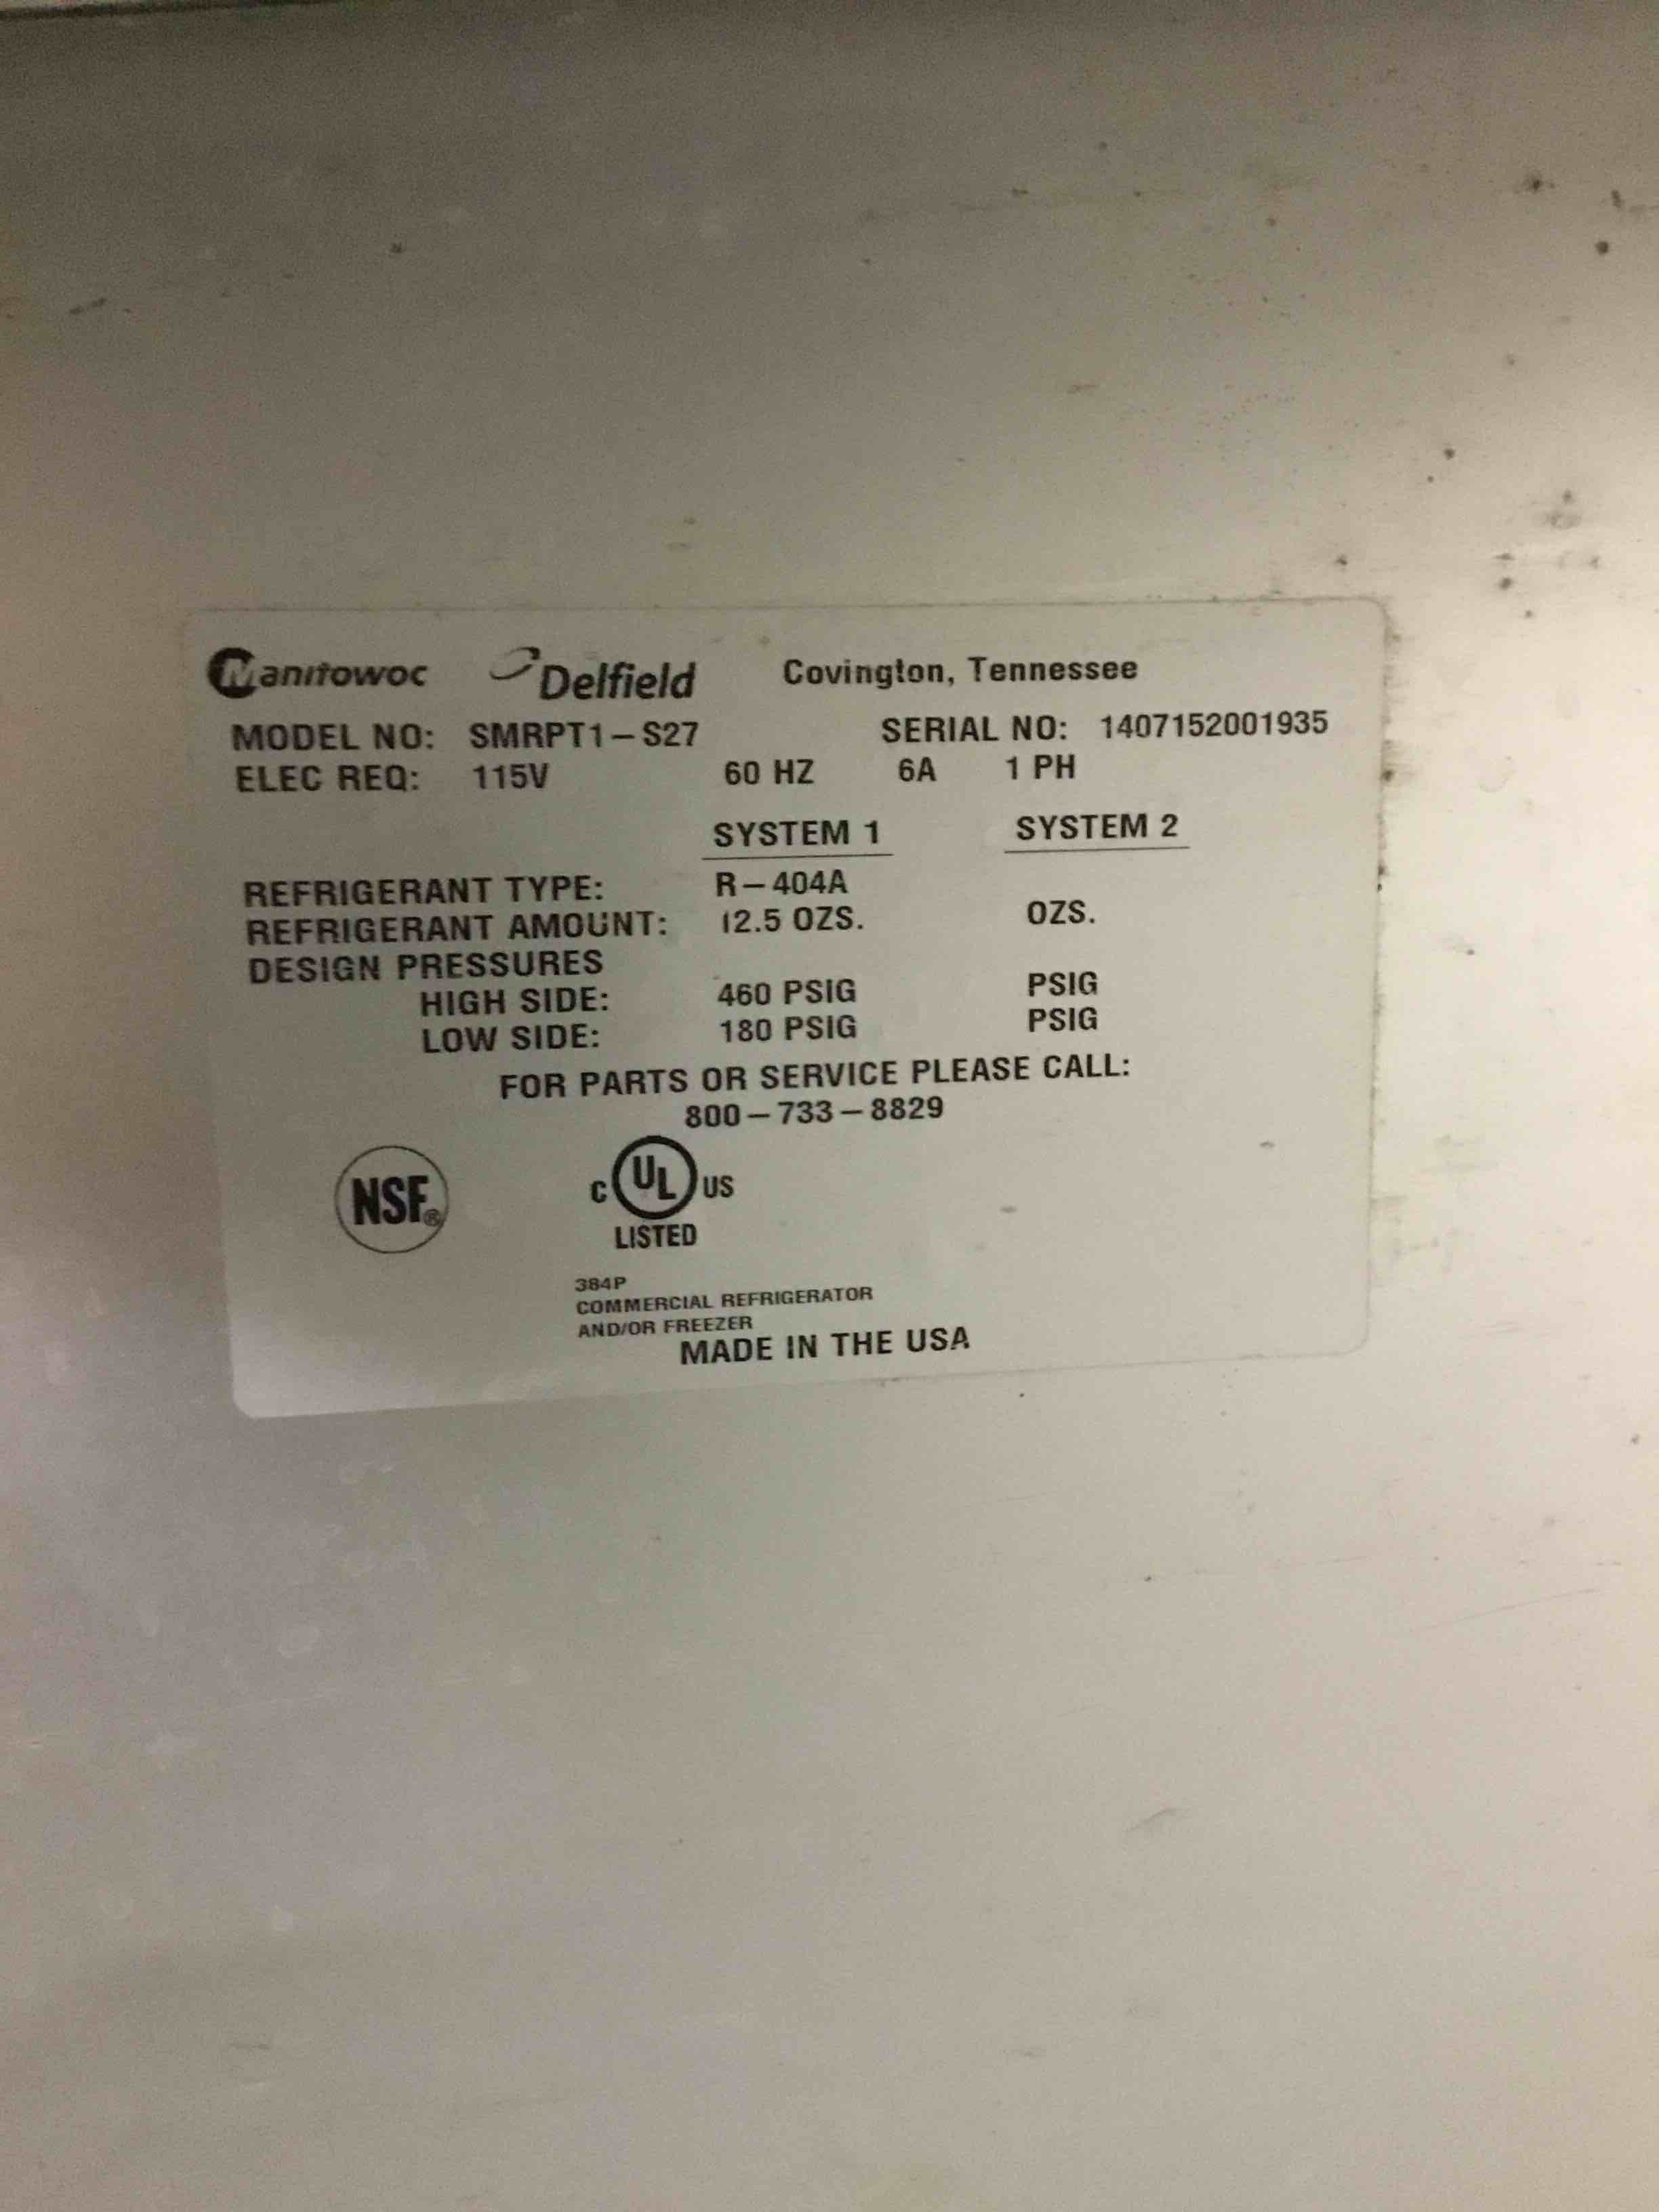 Manitowoc Delfield Covington, Tennessee
MODEL NO: SMRPT1-S27 SERIAL NO: 1407152001935
ELEC REQ: 115V 60 HZ 6A 1 PH
SYSTEM 1 SYSTEM 2
REFRIGERANT TYPE: R-404A
REFRIGERANT AMOUNT: 12.5 OZS. OZS.
DESIGN PRESSURES
HIGH SIDE: 460 PSIG PSIG
LOW SIDE: 180 PSIG PSIG
FOR PARTS OR SERVICE PLEASE CALL:
800-733-8829
NSF®
C UL US
LISTED
384P
COMMERCIAL REFRIGERATOR
AND/OR FREEZER
MADE IN THE USA